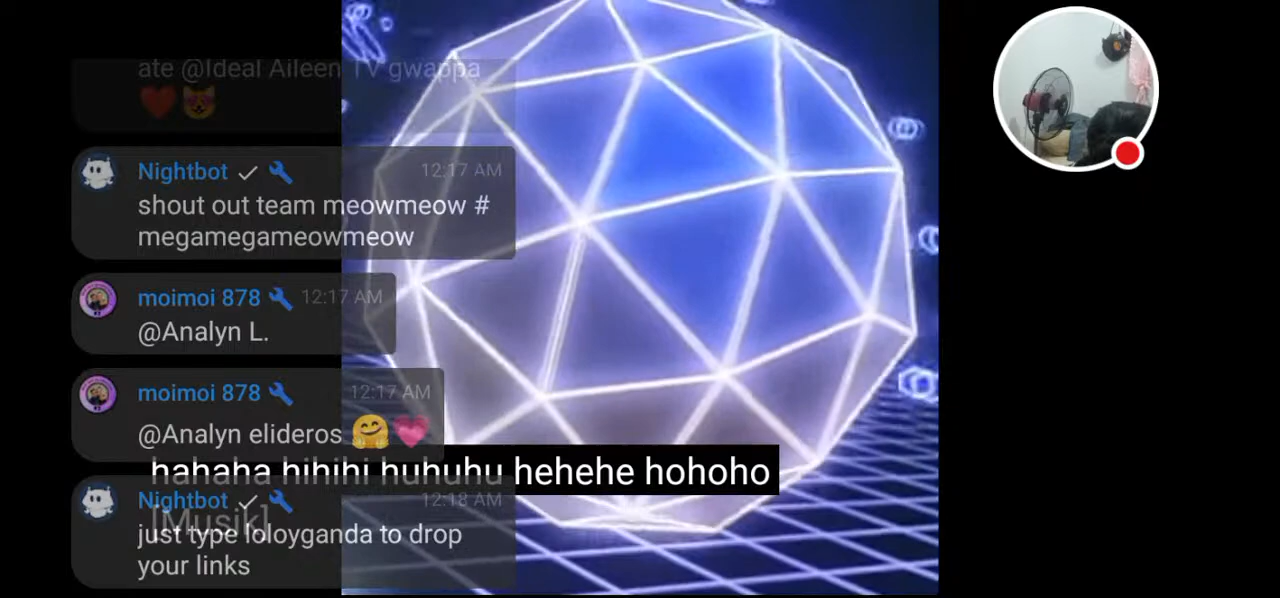 ate @Ideal Aileen TV gwappa
❤️😻
Nightbot ✓ 🔧 12:17 AM
shout out team meowmeow #
megamegameowmeow
moimoi 878 🔧 12:17 AM
@Analyn L.
moimoi 878 🔧 12:17 AM
@Analyn elideros 🤗💗
hahaha hihihi huhuhu hehehe hohoho
[Musik]
Nightbot ✓ 🔧 12:18 AM
just type loloyganda to drop
your links